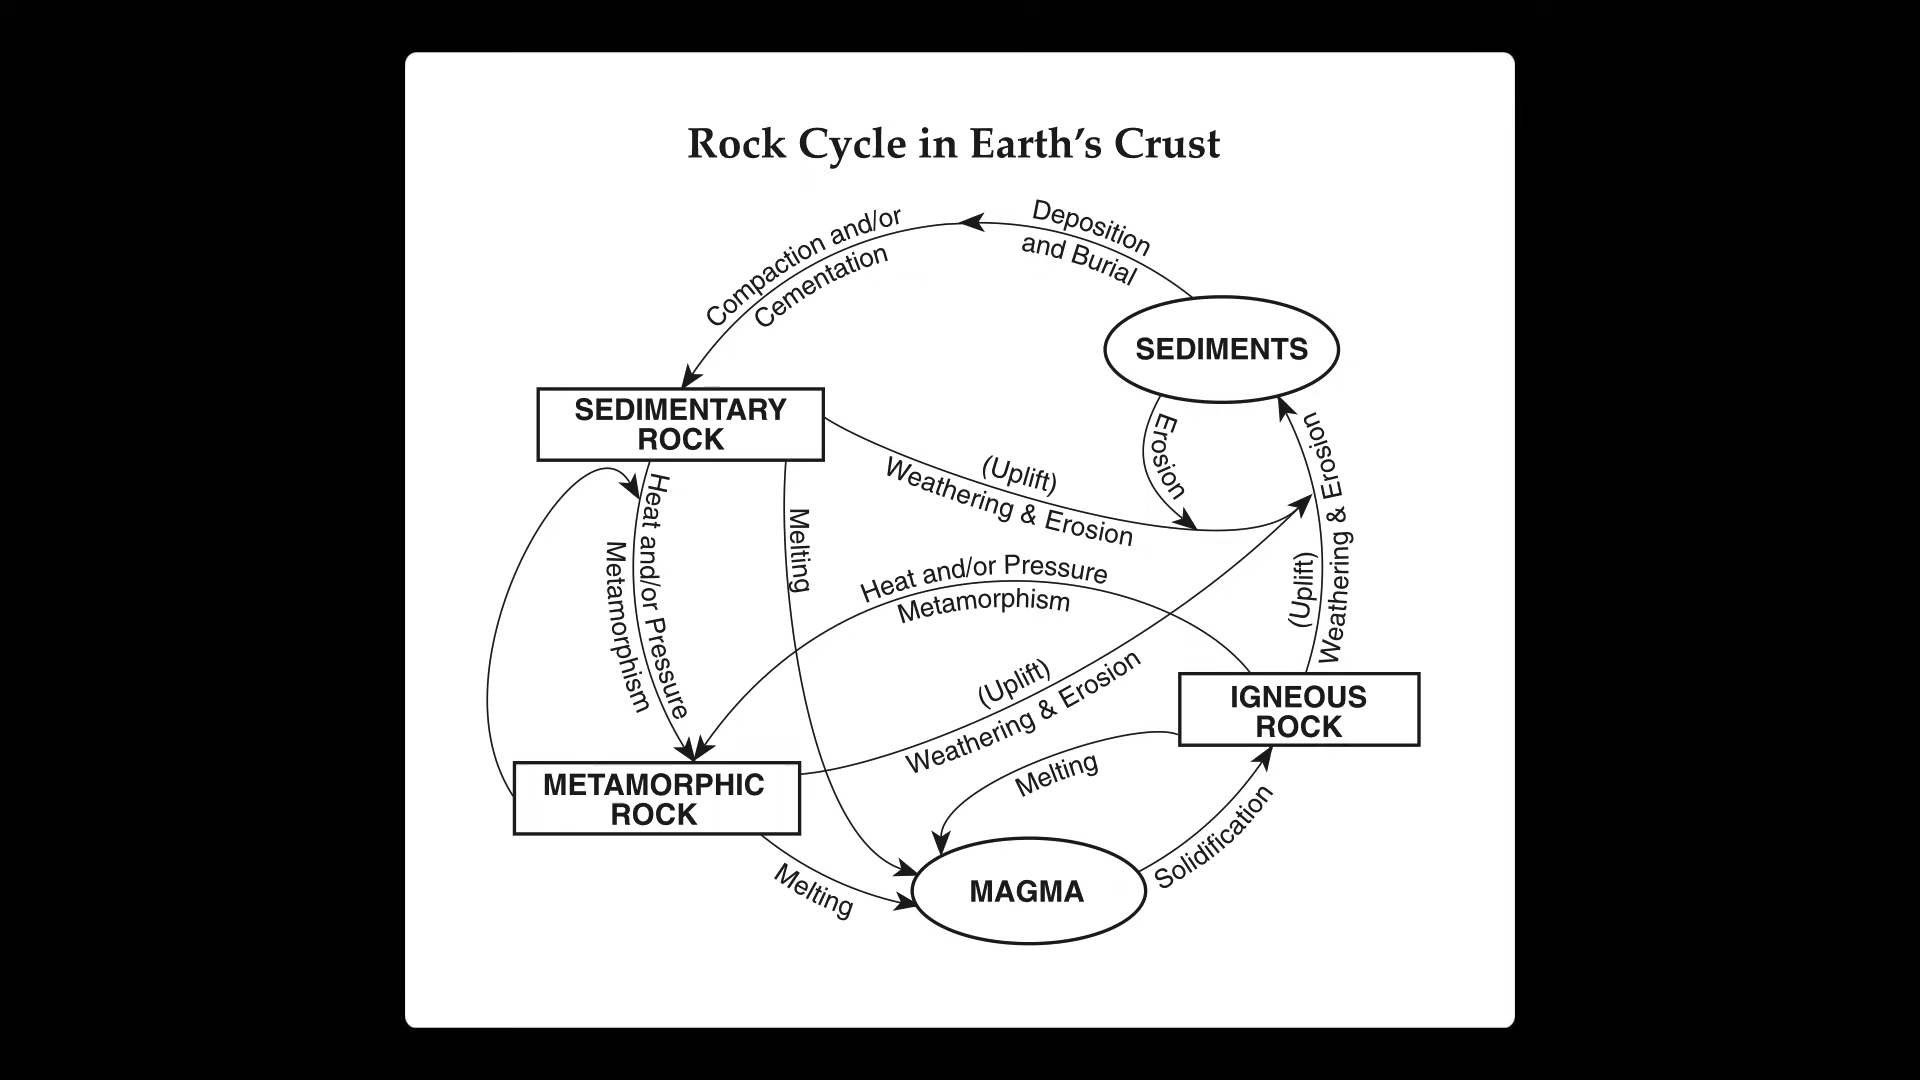 Rock Cycle in Earth’s Crust
Deposition
and Burial
Compaction and/or
Cementation
SEDIMENTS
SEDIMENTARY
ROCK
Erosion
(Uplift)
Weathering & Erosion
(Uplift)
Weathering & Erosion
Heat and/or Pressure
Metamorphism
Melting
Heat and/or Pressure
Metamorphism
(Uplift)
Weathering & Erosion
IGNEOUS
ROCK
METAMORPHIC
ROCK
Melting
Melting
Solidification
MAGMA